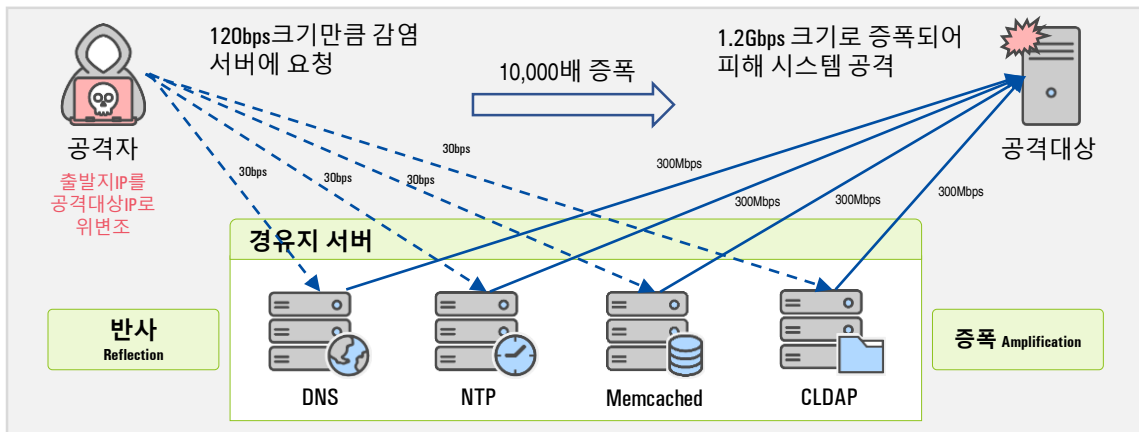 120bps크기만큼 감염
서버에 요청
10,000배 증폭
1.2Gbps 크기로 증폭되어
피해 시스템 공격
공격자
출발지IP를
공격대상IP로
위변조
공격대상
30bps
30bps
30bps
30bps
300Mbps
300Mbps
300Mbps
300Mbps
경유지 서버
반사
Reflection
증폭 Amplification
DNS
NTP
Memcached
CLDAP